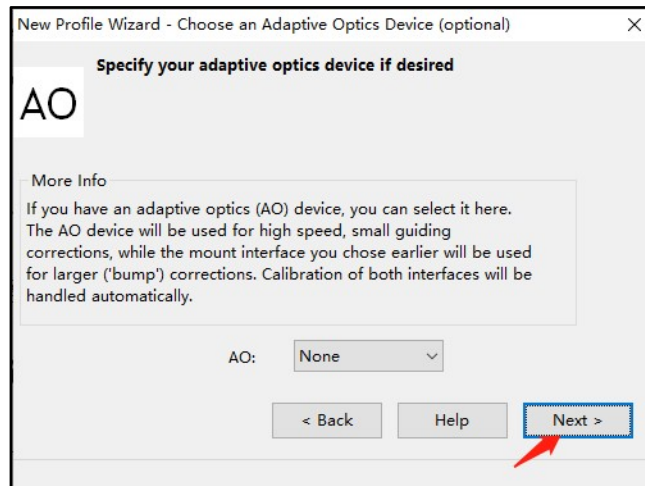 New Profile Wizard - Choose an Adaptive Optics Device (optional)
Specify your adaptive optics device if desired
AO
More Info
If you have an adaptive optics (AO) device, you can select it here.
The AO device will be used for high speed, small guiding
corrections, while the mount interface you chose earlier will be used
for larger ('bump') corrections. Calibration of both interfaces will be
handled automatically.
AO: None
< Back Help Next >